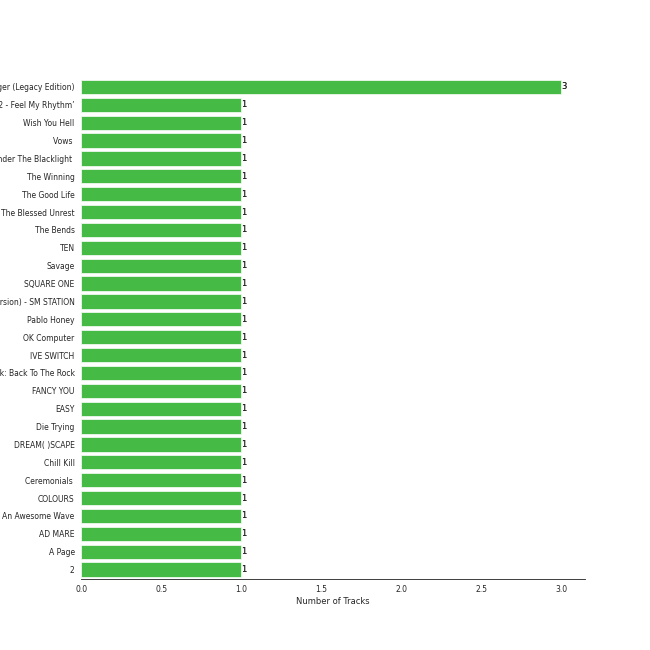 (Legacy Edition) 3
2 - Feel My Rhythm' 1
Wish You Hell 1
Vows 1
The Blacklight 1
The Winning 1
The Good Life 1
The Blessed Unrest 1
The Bends 1
TEN 1
Savage 1
SQUARE ONE 1
- SM STATION 1
Pablo Honey 1
OK Computer 1
IVE SWITCH 1
Back To The Rock 1
FANCY YOU 1
EASY 1
Die Trying 1
DREAM( )SCAPE 1
Chill Kill 1
Ceremonials 1
COLOURS 1
An Awesome Wave 1
AD MARE 1
A Page 1
2 1
0.0 0.5 1.0 1.5 2.0 2.5 3.0
Number of Tracks